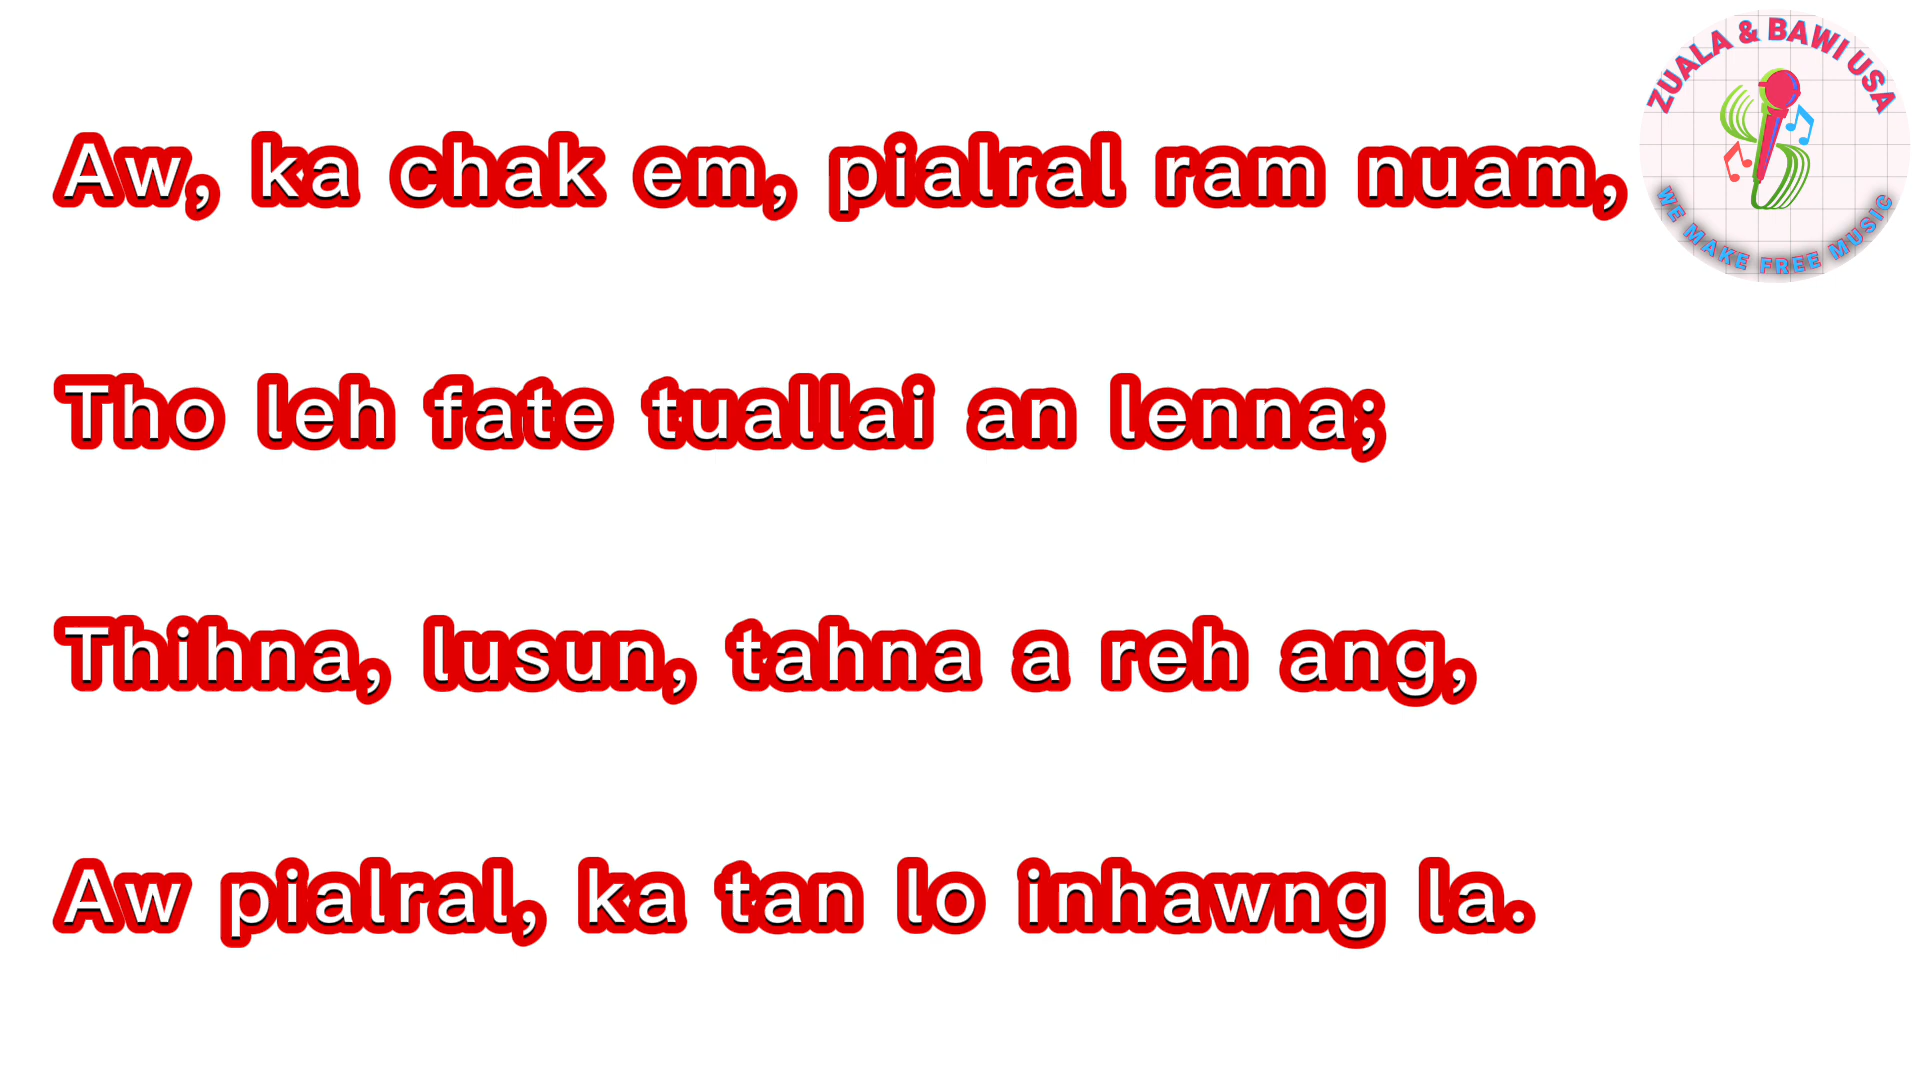 Aw, ka chak em, pialral ram nuam,
Tho leh fate tuallai an lenna;
Thihna, lusun, tahna a reh ang,
Aw pialral, ka tan lo inhawng la.
ZUALA & BAWI USA
WE MAKE FREE MUSIC